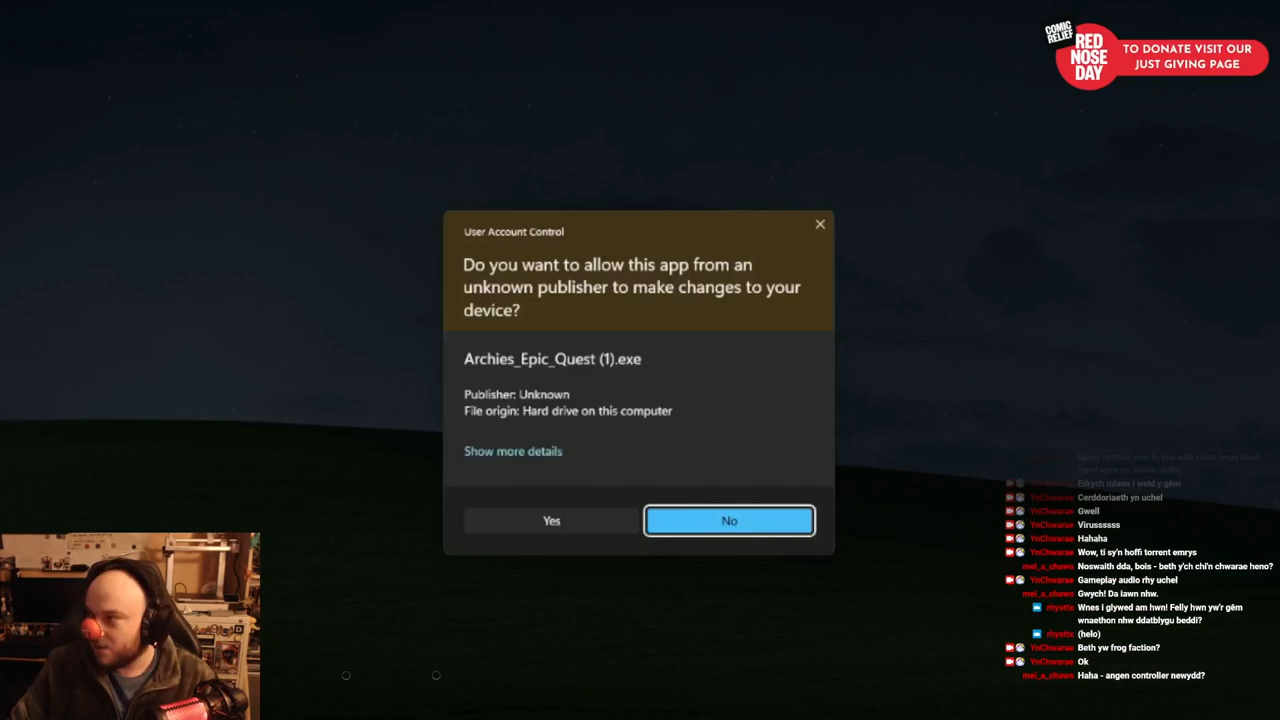 COMIC
RELIEF
RED
NOSE
DAY
TO DONATE VISIT OUR
JUST GIVING PAGE
User Account Control
Do you want to allow this app from an
unknown publisher to make changes to your
device?
Archies_Epic_Quest (1).exe
Publisher: Unknown
File origin: Hard drive on this computer
Show more details
Yes
No
YnChwarae Edrych mlaen I weld y gêm
YnChwarae Cerddoriaeth yn uchel
YnChwarae Gwell
YnChwarae Virussssss
YnChwarae Hahaha
YnChwarae Wow, ti sy'n hoffi torrent emrys
mel_a_chaws Noswaith dda, bois - beth y'ch chi'n chwarae heno?
YnChwarae Gameplay audio rhy uchel
mel_a_chaws Gwych! Da iawn nhw.
rhysttx Wnes i glywed am hwn! Felly hwn yw'r gêm
wnaethon nhw ddatblygu beddi?
rhysttx (helo)
YnChwarae Beth yw frog faction?
YnChwarae Ok
mel_a_chaws Haha - angen controller newydd?